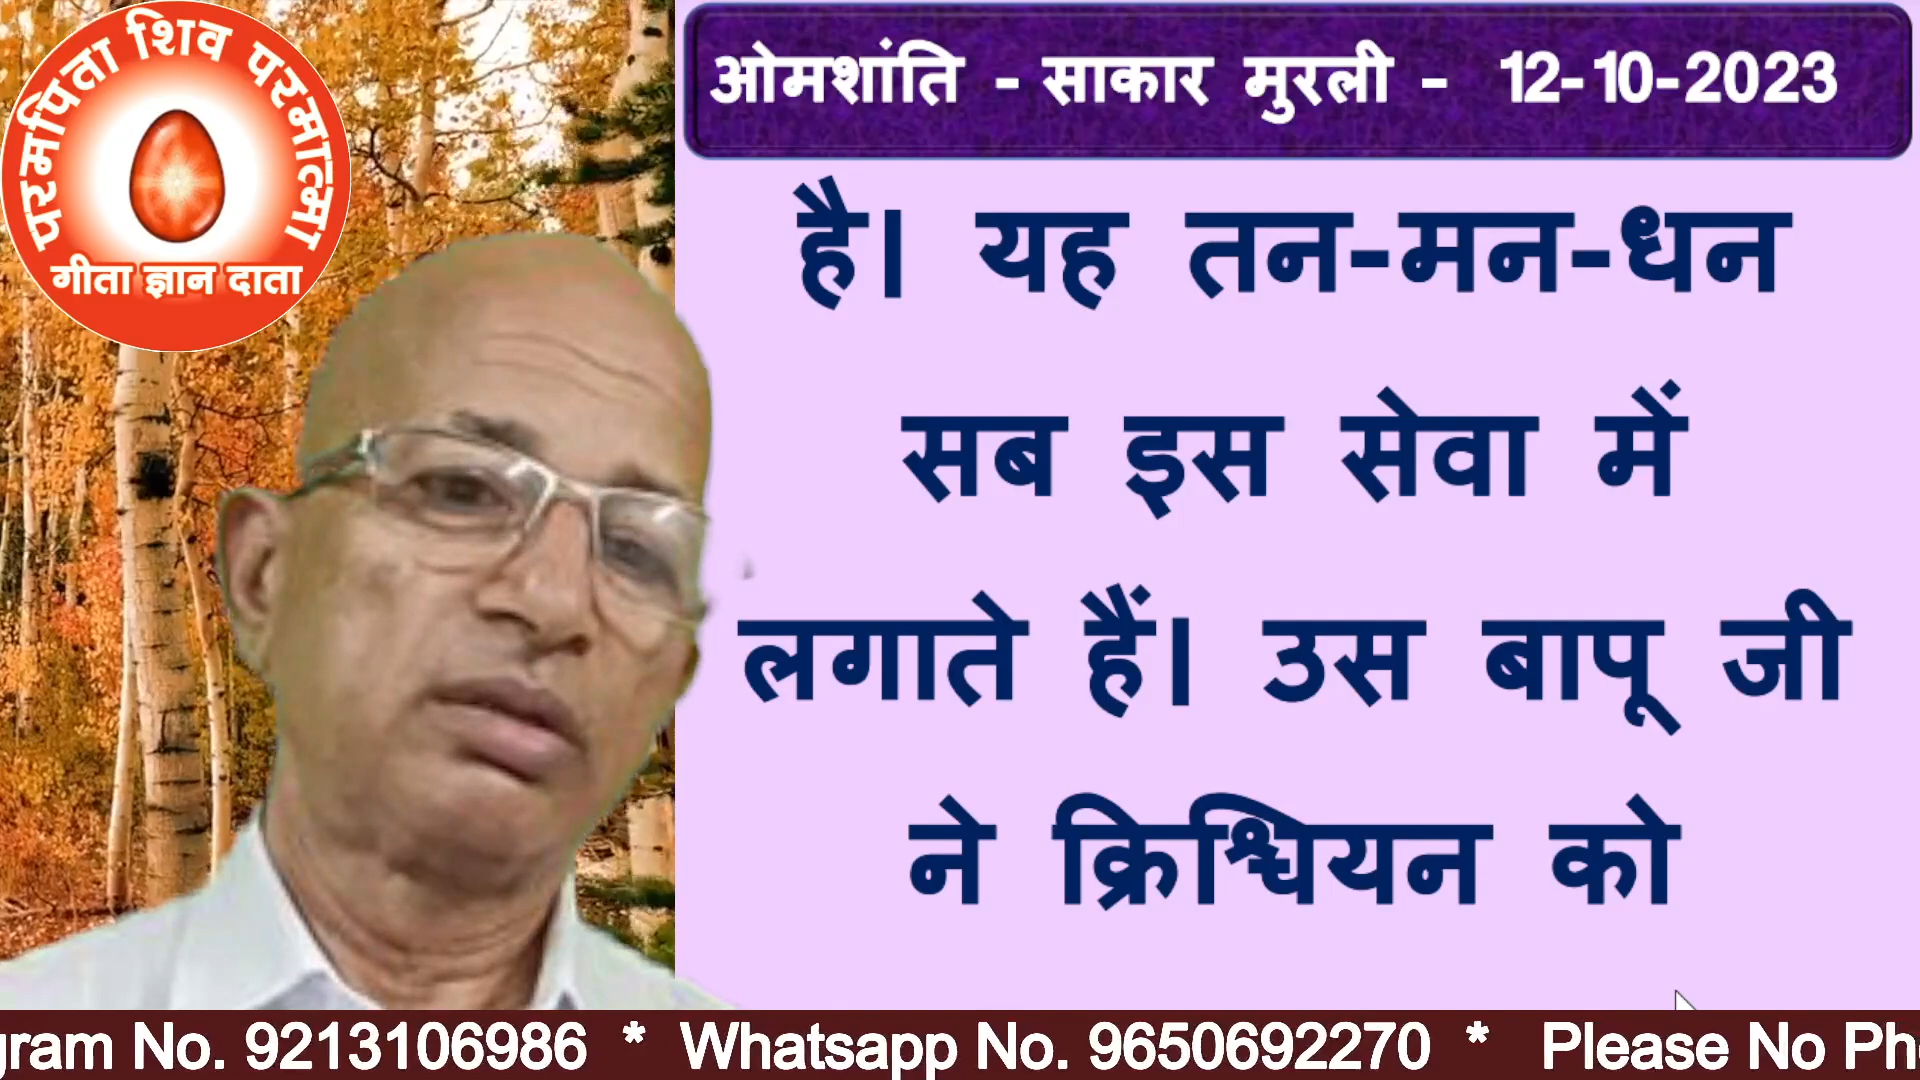 परमपिता शिव परमात्मा
गीता ज्ञान दाता
ओमशांति - साकार मुरली - 12-10-2023
है। यह तन-मन-धन
सब इस सेवा में
लगाते हैं। उस बापू जी
ने क्रिश्चियन को
gram No. 9213106986 * Whatsapp No. 9650692270 * Please No Ph